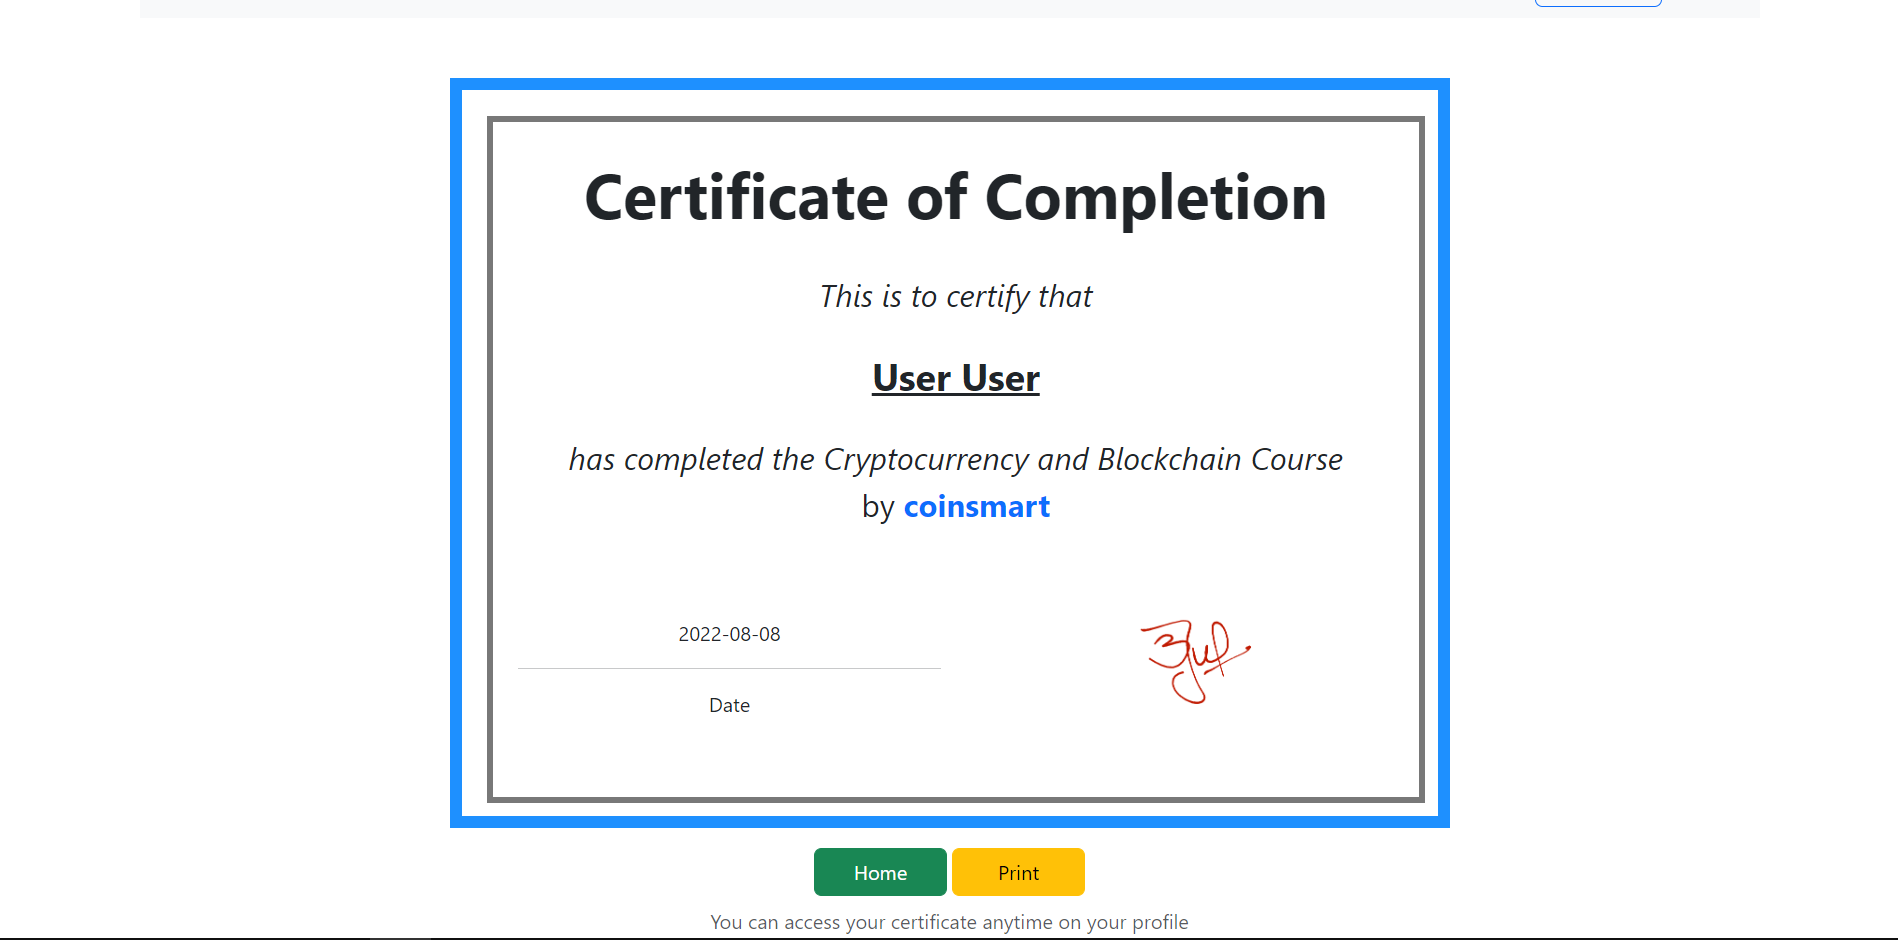 Certificate of Completion
This is to certify that
User User
has completed the Cryptocurrency and Blockchain Course
by coinsmart
2022-08-08
Date
Home
Print
You can access your certificate anytime on your profile